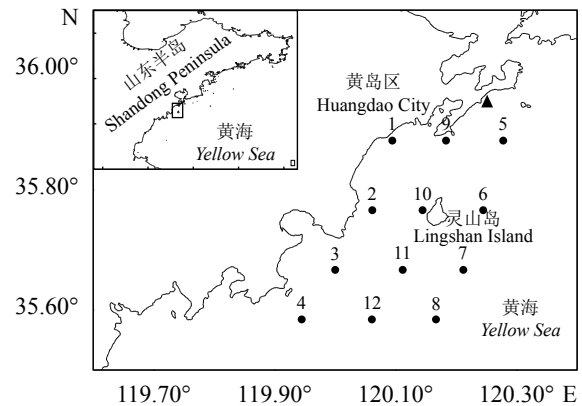 N
36.00°
35.80°
35.60°
山东半岛
Shandong Peninsula
黄海
Yellow Sea
黄岛区
Huangdao City
1 9 5
2 10 6
灵山岛
Lingshan Island
3 11 7
4 12 8
黄海
Yellow Sea
119.70° 119.90° 120.10° 120.30° E